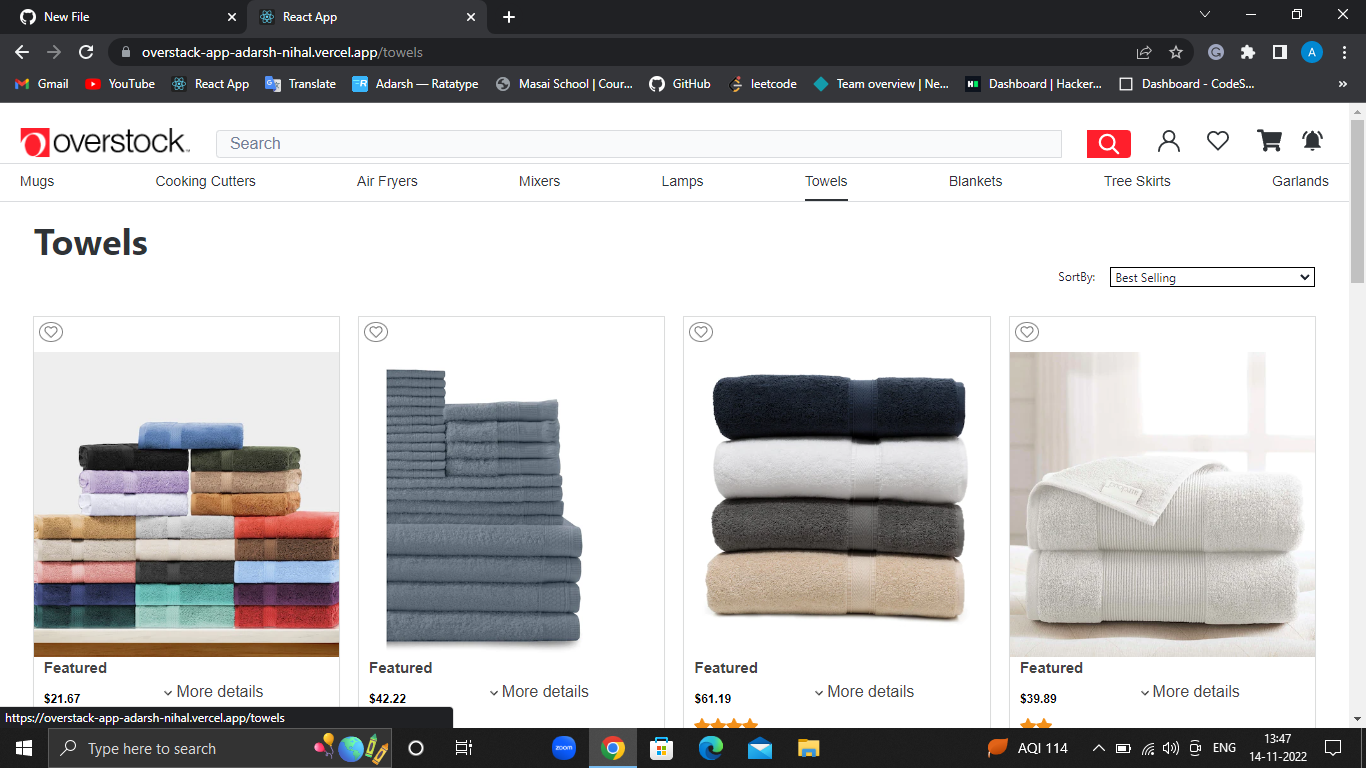 New File
React App
overstack-app-adarsh-nihal.vercel.app/towels
A
Gmail
YouTube
React App
Translate
Adarsh — Ratatype
Masai School | Cour...
GitHub
leetcode
Team overview | Ne...
Dashboard | Hacker...
Dashboard - CodeS...
»
overstock™
Search
Mugs
Cooking Cutters
Air Fryers
Mixers
Lamps
Towels
Blankets
Tree Skirts
Garlands
Towels
SortBy:
Best Selling
Featured
Featured
Featured
Featured
$21.67
More details
$42.22
More details
$61.19
More details
$39.89
More details
https://overstack-app-adarsh-nihal.vercel.app/towels
Type here to search
zoom
AQI 114
ENG
13:47
14-11-2022